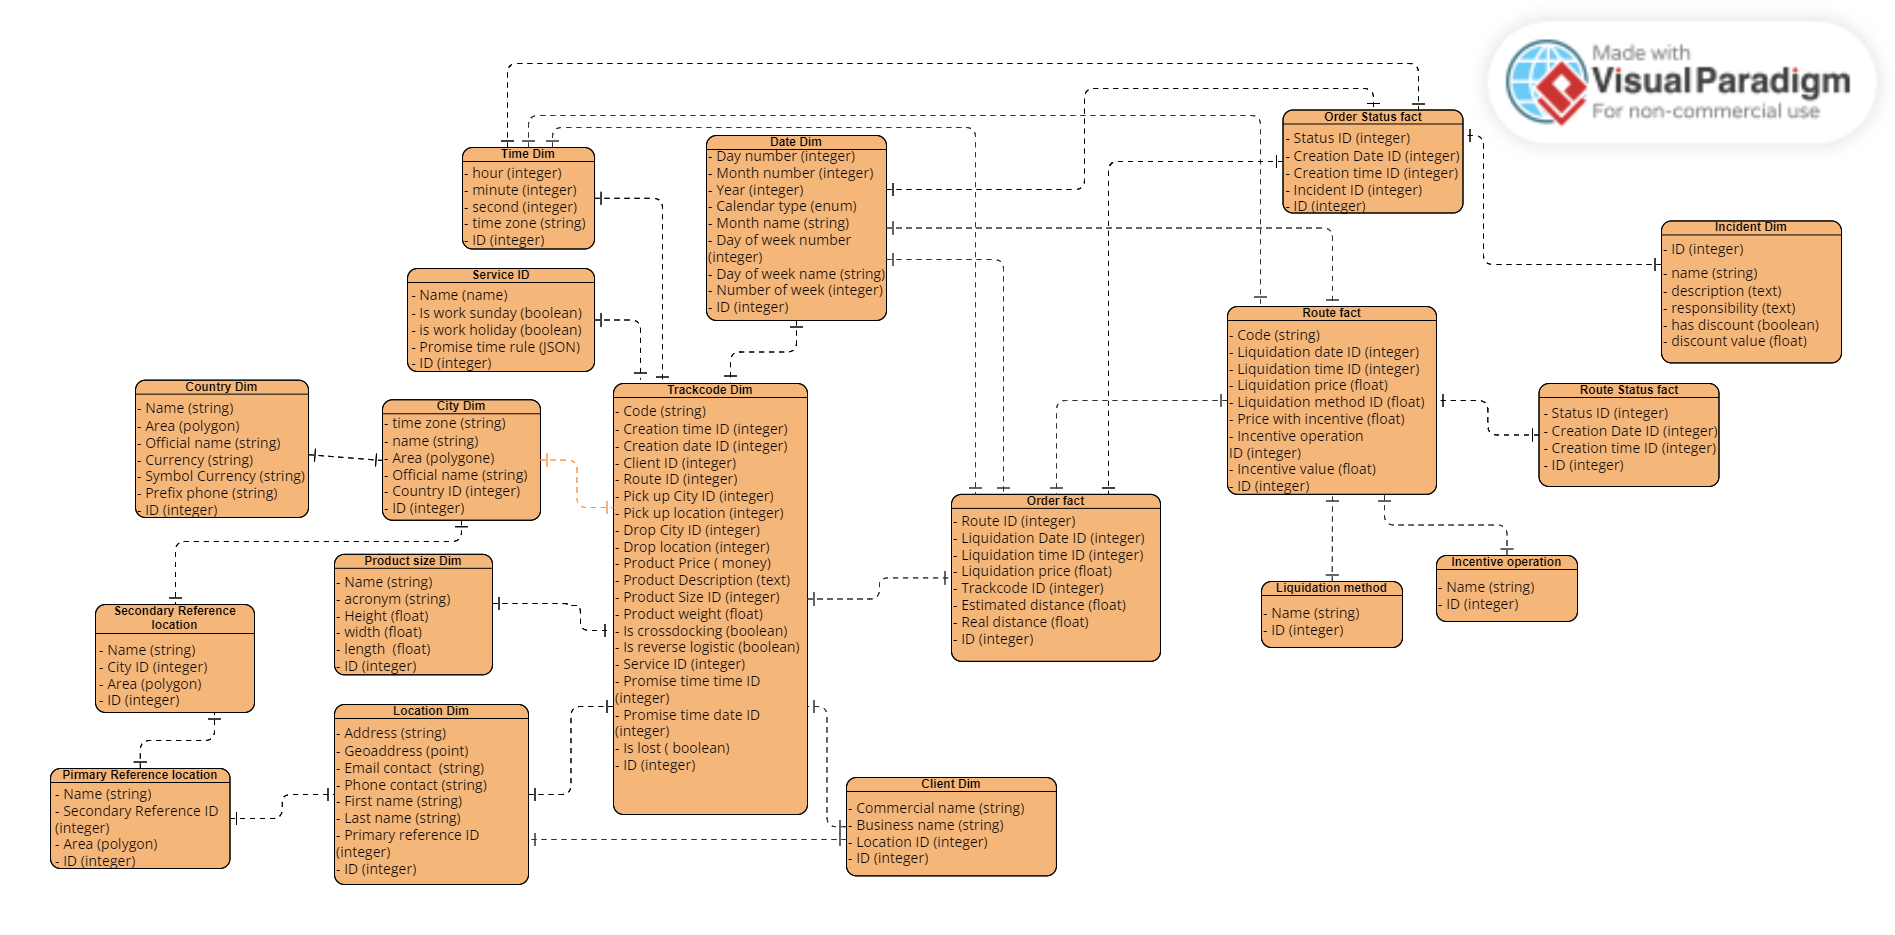 Made with
Visual Paradigm
For non-commercial use
Order Status fact
- Status ID (integer)
- Creation Date ID (integer)
- Creation time ID (integer)
- Incident ID (integer)
- ID (integer)
Time Dim
- hour (integer)
- minute (integer)
- second (integer)
- time zone (string)
- ID (integer)
Date Dim
- Day number (integer)
- Month number (integer)
- Year (integer)
- Calendar type (enum)
- Month name (string)
- Day of week number
(integer)
- Day of week name (string)
- Number of week (integer)
- ID (integer)
Incident Dim
- ID (integer)
- name (string)
- description (text)
- responsibility (text)
- has discount (boolean)
- discount value (float)
Service ID
- Name (name)
- Is work sunday (boolean)
- is work holiday (boolean)
- Promise time rule (JSON)
- ID (integer)
Route fact
- Code (string)
- Liquidation date ID (integer)
- Liquidation time ID (integer)
- Liquidation price (float)
- Liquidation method ID (float)
- Price with incentive (float)
- Incentive operation
ID (integer)
- Incentive value (float)
- ID (integer)
Country Dim
- Name (string)
- Area (polygon)
- Official name (string)
- Currency (string)
- Symbol Currency (string)
- Prefix phone (string)
- ID (integer)
City Dim
- time zone (string)
- name (string)
- Area (polygone)
- Official name (string)
- Country ID (integer)
- ID (integer)
Trackcode Dim
- Code (string)
- Creation time ID (integer)
- Creation date ID (integer)
- Client ID (integer)
- Route ID (integer)
- Pick up City ID (integer)
- Pick up location (integer)
- Drop City ID (integer)
- Drop location (integer)
- Product Price ( money)
- Product Description (text)
- Product Size ID (integer)
- Product weight (float)
- Is crossdocking (boolean)
- Is reverse logistic (boolean)
- Service ID (integer)
- Promise time time ID
(integer)
- Promise time date ID
(integer)
- Is lost ( boolean)
- ID (integer)
Route Status fact
- Status ID (integer)
- Creation Date ID (integer)
- Creation time ID (integer)
- ID (integer)
Order fact
- Route ID (integer)
- Liquidation Date ID (integer)
- Liquidation time ID (integer)
- Liquidation price (float)
- Trackcode ID (integer)
- Estimated distance (float)
- Real distance (float)
- ID (integer)
Product size Dim
- Name (string)
- acronym (string)
- Height (float)
- width (float)
- length  (float)
- ID (integer)
Incentive operation
- Name (string)
- ID (integer)
Liquidation method
- Name (string)
- ID (integer)
Secondary Reference
location
- Name (string)
- City ID (integer)
- Area (polygon)
- ID (integer)
Location Dim
- Address (string)
- Geoaddress (point)
- Email contact  (string)
- Phone contact (string)
- First name (string)
- Last name (string)
- Primary reference ID
(integer)
- ID (integer)
Pirmary Reference location
- Name (string)
- Secondary Reference ID
(integer)
- Area (polygon)
- ID (integer)
Client Dim
- Commercial name (string)
- Business name (string)
- Location ID (integer)
- ID (integer)